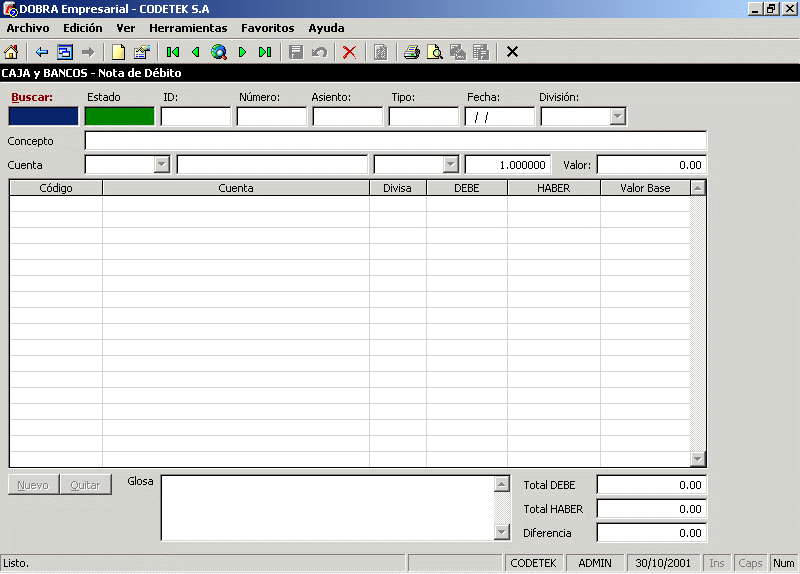 DOBRA Empresarial - CODETEK S.A
Archivo Edición Ver Herramientas Favoritos Ayuda
CAJA y BANCOS - Nota de Débito
Buscar: Estado ID: Número: Asiento: Tipo: Fecha: División:
/ /
Concepto
Cuenta 1.000000 Valor: 0.00
Código Cuenta Divisa DEBE HABER Valor Base
Nuevo Quitar Glosa Total DEBE 0.00
Total HABER 0.00
Diferencia 0.00
Listo. CODETEK ADMIN 30/10/2001 Ins Caps Num